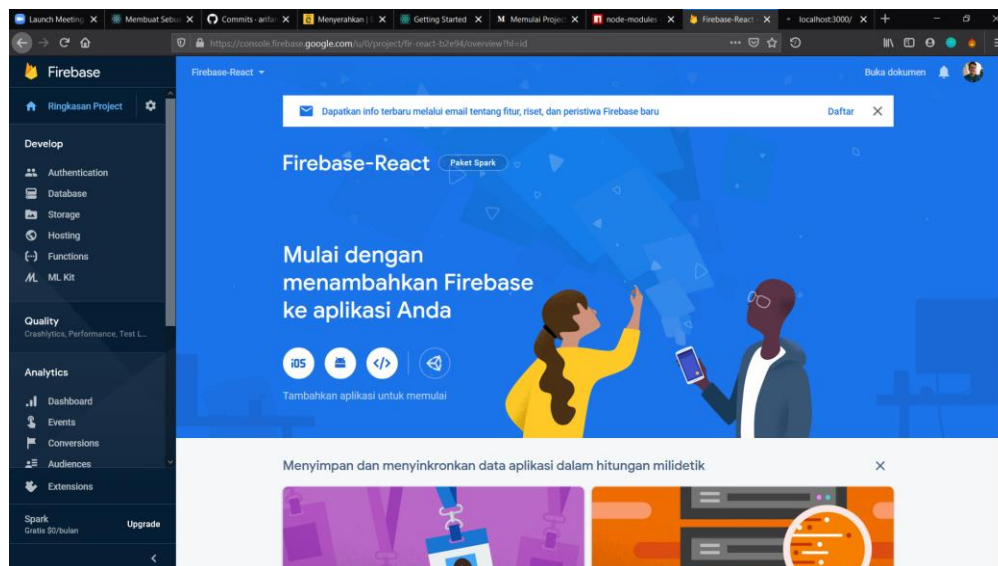 Launch Meeting
Membuat Sebu
Commits · anfar
Menyerahkan |
Getting Started
Memulai Project
node-modules
Firebase-React
localhost:3000/
https://console.firebase.google.com/u/0/project/fir-react-b2e94/overview?hl=id
Firebase
Firebase-React
Buka dokumen
Ringkasan Project
Dapatkan info terbaru melalui email tentang fitur, riset, dan peristiwa Firebase baru
Daftar
Develop
Authentication
Database
Storage
Hosting
Functions
ML Kit
Quality
Crashlytics, Performance, Test L...
Analytics
Dashboard
Events
Conversions
Audiences
Extensions
Spark
Gratis $0/bulan
Upgrade
Firebase-React
Paket Spark
Mulai dengan
menambahkan Firebase
ke aplikasi Anda
iOS
Tambahkan aplikasi untuk memulai
Menyimpan dan menyinkronkan data aplikasi dalam hitungan milidetik